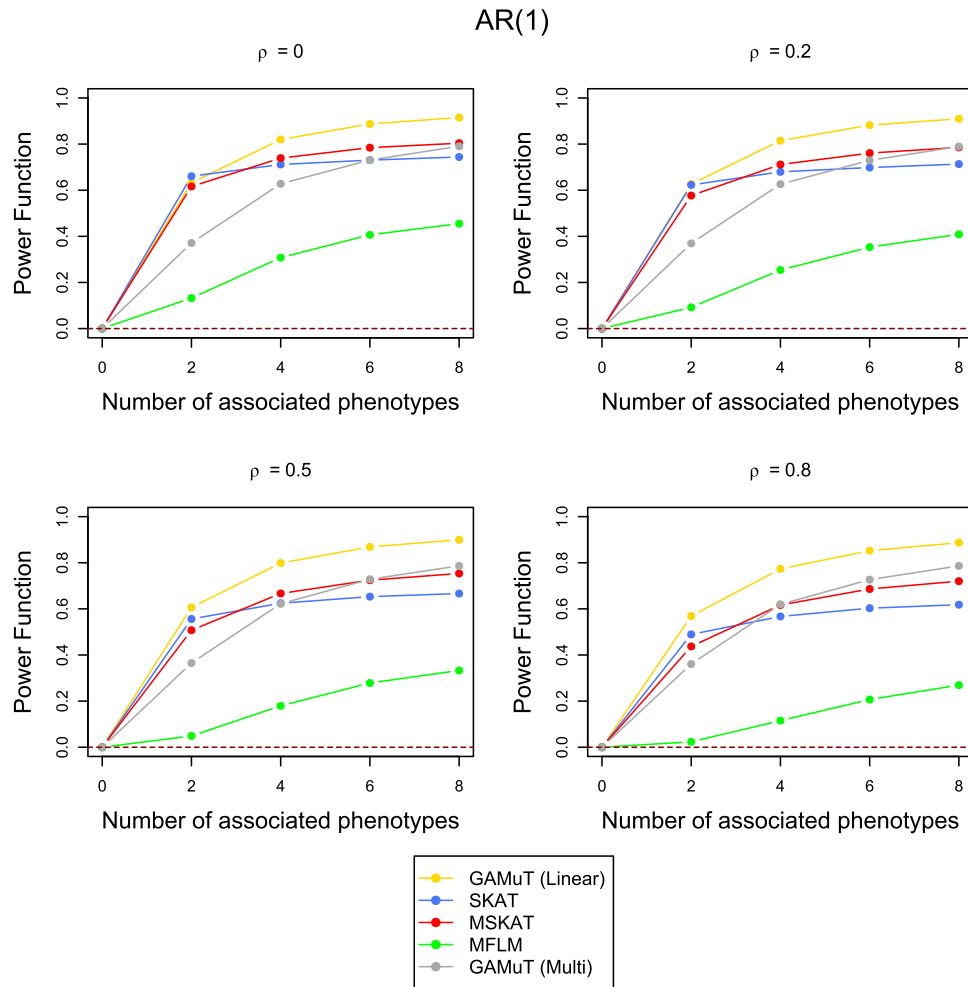 AR(1)
ρ = 0
ρ = 0.2
Power Function
1.0
0.8
0.6
0.4
0.2
0.0
0 2 4 6 8
Number of associated phenotypes
Power Function
1.0
0.8
0.6
0.4
0.2
0.0
0 2 4 6 8
Number of associated phenotypes
ρ = 0.5
ρ = 0.8
Power Function
1.0
0.8
0.6
0.4
0.2
0.0
0 2 4 6 8
Number of associated phenotypes
Power Function
1.0
0.8
0.6
0.4
0.2
0.0
0 2 4 6 8
Number of associated phenotypes
GAMuT (Linear)
SKAT
MSKAT
MFLM
GAMuT (Multi)